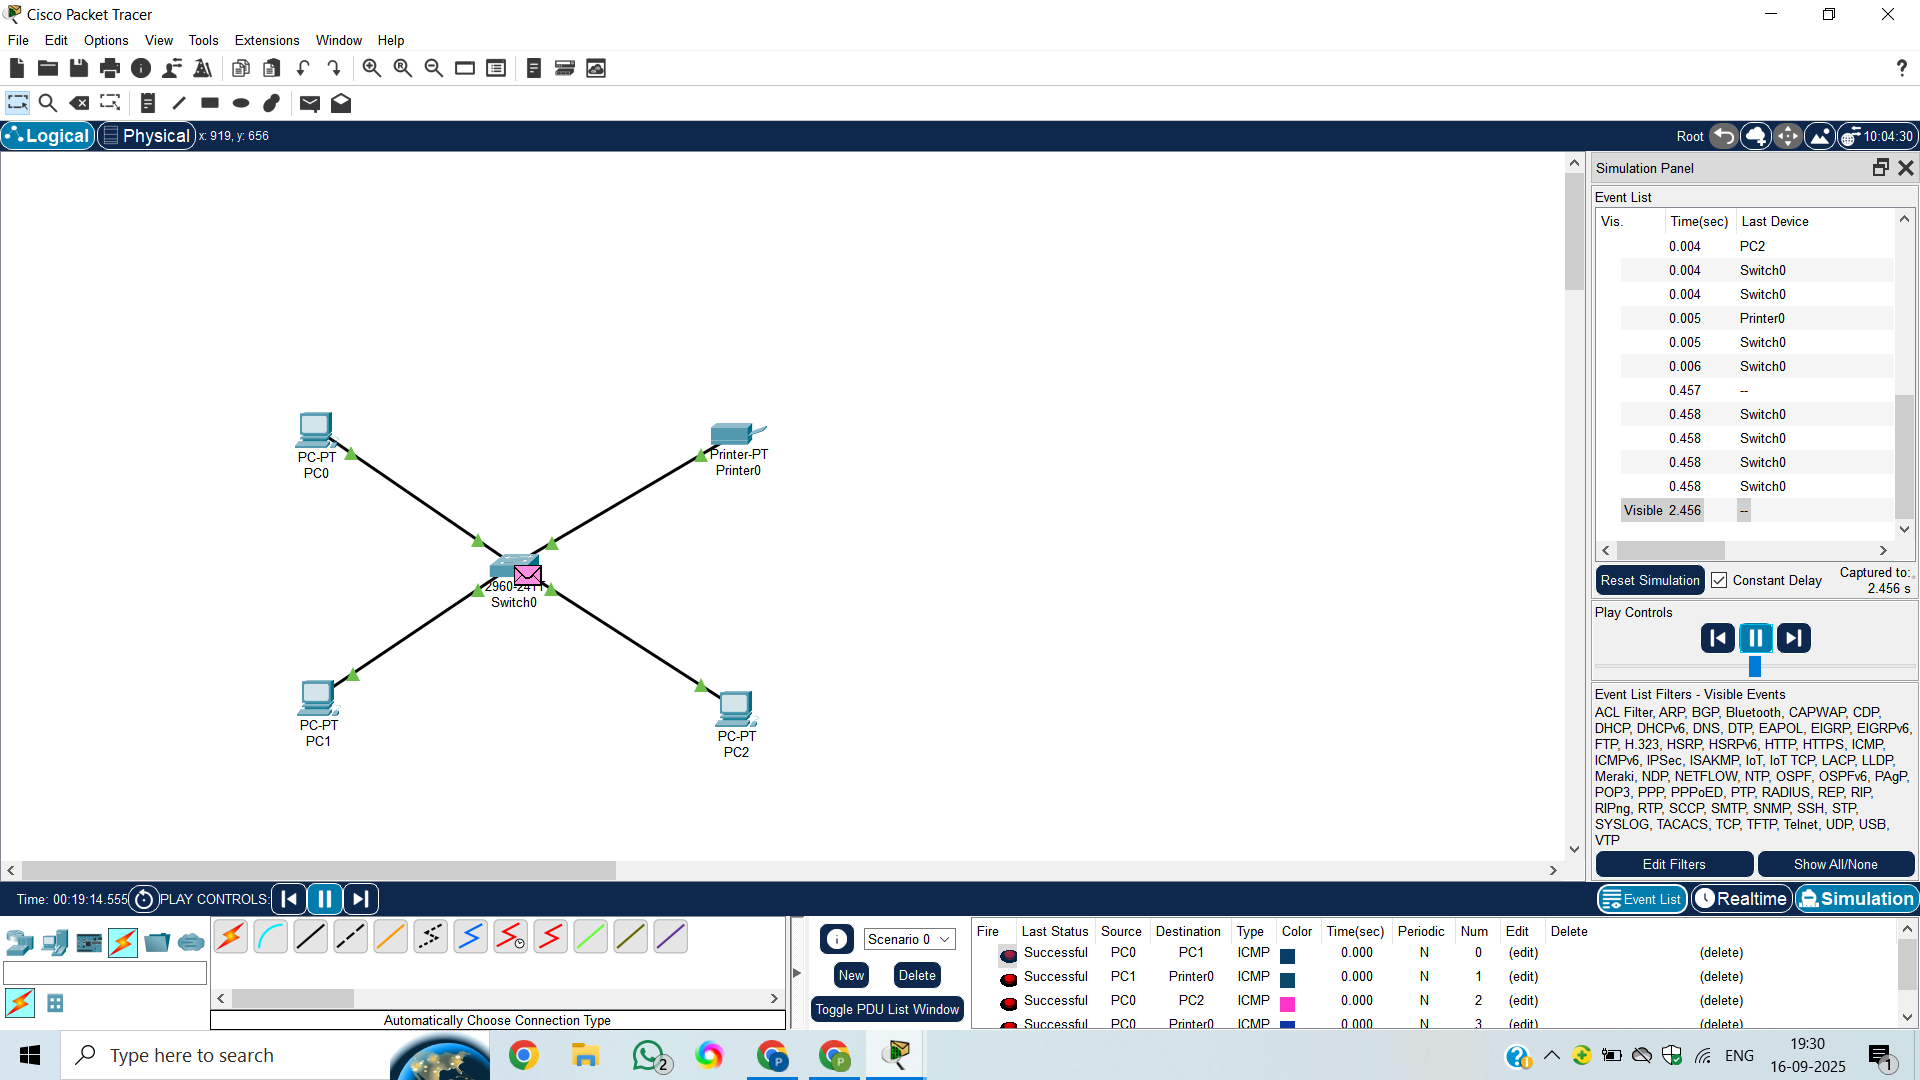 Cisco Packet Tracer
File Edit Options View Tools Extensions Window Help
?
Logical Physical x: 919, y: 656 Root 10:04:30
Simulation Panel
Event List
Vis. Time(sec) Last Device
0.004 PC2
0.004 Switch0
0.004 Switch0
0.005 Printer0
0.005 Switch0
0.006 Switch0
0.457 --
0.458 Switch0
0.458 Switch0
0.458 Switch0
0.458 Switch0
Visible 2.456 --
Reset Simulation Constant Delay Captured to:
2.456 s
Play Controls
Event List Filters - Visible Events
ACL Filter, ARP, BGP, Bluetooth, CAPWAP, CDP,
DHCP, DHCPv6, DNS, DTP, EAPOL, EIGRP, EIGRPv6,
FTP, H.323, HSRP, HSRPv6, HTTP, HTTPS, ICMP,
ICMPv6, IPSec, ISAKMP, IoT, IoT TCP, LACP, LLDP,
Meraki, NDP, NETFLOW, NTP, OSPF, OSPFv6, PAgP,
POP3, PPP, PPPoED, PTP, RADIUS, REP, RIP,
RIPng, RTP, SCCP, SMTP, SNMP, SSH, STP,
SYSLOG, TACACS, TCP, TFTP, Telnet, UDP, USB,
VTP
Edit Filters Show All/None
PC-PT
PC0
Printer-PT
Printer0
Switch0
PC-PT
PC1
PC-PT
PC2
Time: 00:19:14.555 PLAY CONTROLS: Event List Realtime Simulation
Scenario 0
New Delete
Toggle PDU List Window
Automatically Choose Connection Type
Fire Last Status Source Destination Type Color Time(sec) Periodic Num Edit Delete
Successful PC0 PC1 ICMP 0.000 N 0 (edit) (delete)
Successful PC1 Printer0 ICMP 0.000 N 1 (edit) (delete)
Successful PC0 PC2 ICMP 0.000 N 2 (edit) (delete)
Successful PC0 Printer0 ICMP 0.000 N 3 (edit) (delete)
Type here to search
2
P
P
ENG
19:30
16-09-2025
1